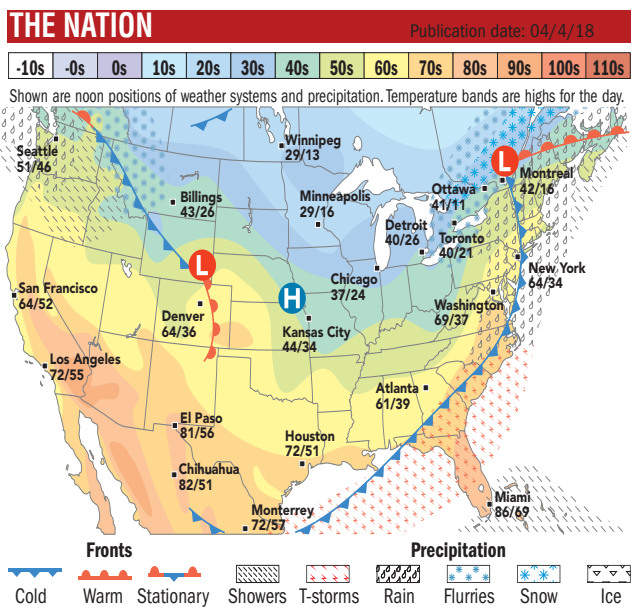 THE NATION
Publication date: 04/4/18
-10s -0s 0s 10s 20s 30s 40s 50s 60s 70s 80s 90s 100s 110s
Shown are noon positions of weather systems and precipitation. Temperature bands are highs for the day.
Seattle
51/46
Winnipeg
29/13
Billings
43/26
Minneapolis
29/16
Ottawa
41/11
L
Montreal
42/16
Detroit
40/26
Toronto
40/21
L
San Francisco
64/52
Denver
64/36
H
Chicago
37/24
Kansas City
44/34
New York
64/34
Washington
69/37
Los Angeles
72/55
Atlanta
61/39
El Paso
81/56
Houston
72/51
Chihuahua
82/51
Monterrey
72/57
Miami
86/69
Fronts
Precipitation
Cold Warm Stationary Showers T-storms Rain Flurries Snow Ice